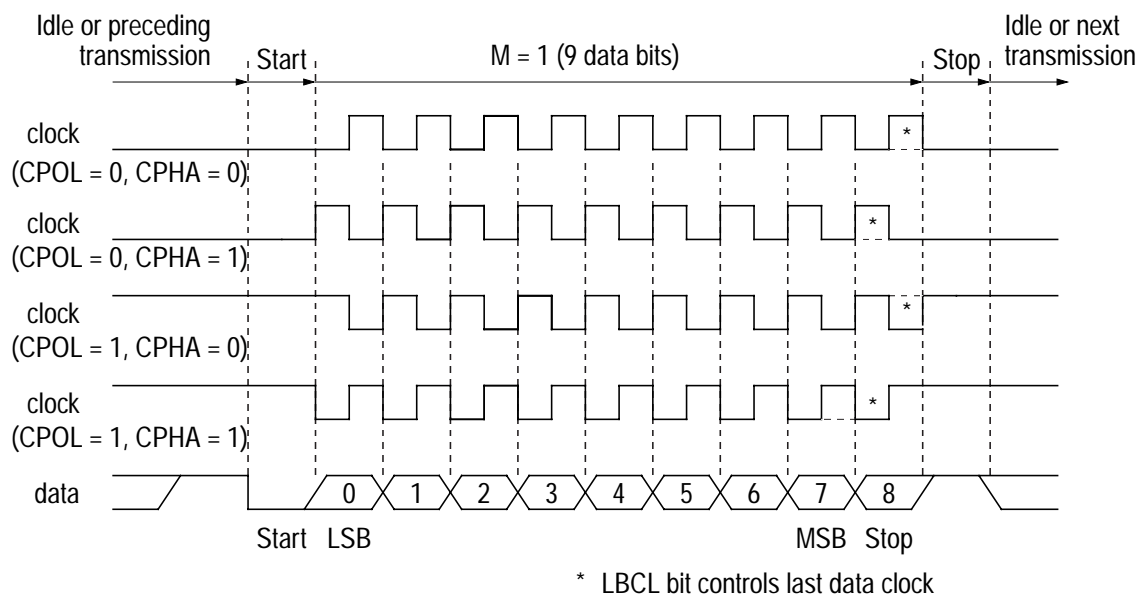 Idle or preceding
transmission
Start
M = 1 (9 data bits)
Stop
Idle or next
transmission
clock
(CPOL = 0, CPHA = 0)
*
clock
(CPOL = 0, CPHA = 1)
*
clock
(CPOL = 1, CPHA = 0)
*
clock
(CPOL = 1, CPHA = 1)
*
data 0 1 2 3 4 5 6 7 8
Start LSB MSB Stop
* LBCL bit controls last data clock